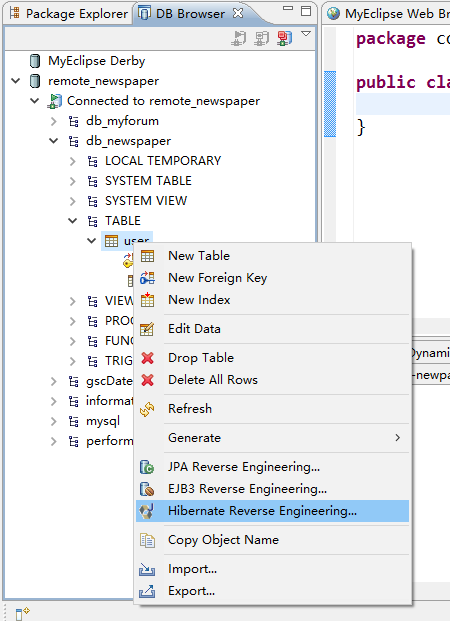 Package Explorer DB Browser MyEclipse Web Br
MyEclipse Derby
remote_newspaper
Connected to remote_newspaper
db_myforum
db_newspaper
LOCAL TEMPORARY
SYSTEM TABLE
SYSTEM VIEW
TABLE
user
VIEW
PROC
FUNC
TRIG
gscDate
informat
mysql
perform
package co
public cla
}
New Table
New Foreign Key
New Index
Edit Data
Drop Table
Delete All Rows
Refresh
Generate
JPA Reverse Engineering...
EJB3 Reverse Engineering...
Hibernate Reverse Engineering...
Copy Object Name
Import...
Export...
Dynami
-newpa